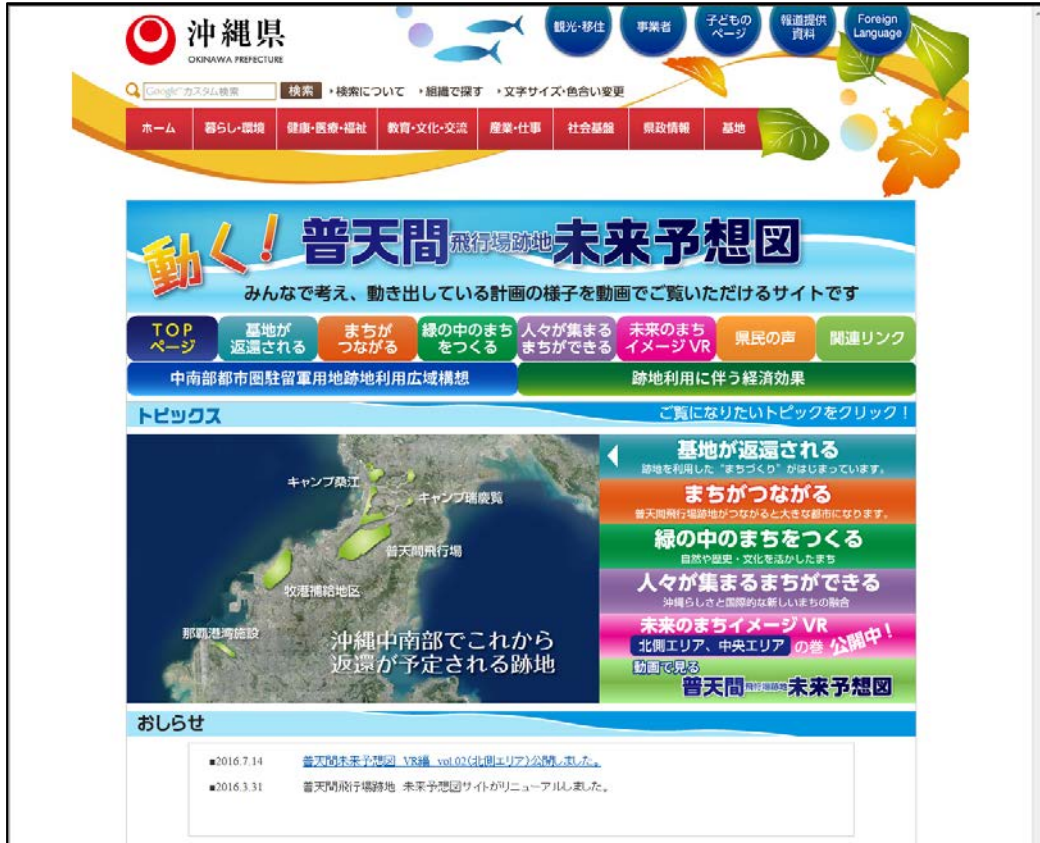 沖縄県
OKINAWA PREFECTURE
観光・移住
事業者
子どもの
ページ
報道提供
資料
Foreign
Language
Google カスタム検索
検索
検索について
組織で探す
文字サイズ・色合い変更
ホーム
暮らし・環境
健康・医療・福祉
教育・文化・交流
産業・仕事
社会基盤
県政情報
基地
動く!普天間飛行場跡地未来予想図
みんなで考え、動き出している計画の様子を動画でご覧いただけるサイトです
TOP
ページ
基地が
返還される
まちが
つながる
緑の中のまち
をつくる
人々が集まる
まちができる
未来のまち
イメージ VR
県民の声
関連リンク
中南部都市圏駐留軍用地跡地利用広域構想
跡地利用に伴う経済効果
トピックス
ご覧になりたいトピックをクリック!
キャンプ桑江
キャンプ瑞慶覧
普天間飛行場
牧港補給地区
那覇港湾施設
沖縄中南部でこれから
返還が予定される跡地
基地が返還される
跡地を利用した“まちづくり”がはじまっています。
まちがつながる
普天間飛行場跡地がつながると大きな都市になります。
緑の中のまちをつくる
自然や歴史・文化を活かしたまち
人々が集まるまちができる
沖縄らしさと国際的な新しいまちの融合
未来のまちイメージ VR
北側エリア、中央エリア の巻 公開中!
動画で見る
普天間飛行場跡地未来予想図
おしらせ
■2016.7.14 普天間未来予想図 VR編 vol.02(北側エリア)公開しました。
■2016.3.31 普天間飛行場跡地 未来予想図サイトがリニューアルしました。